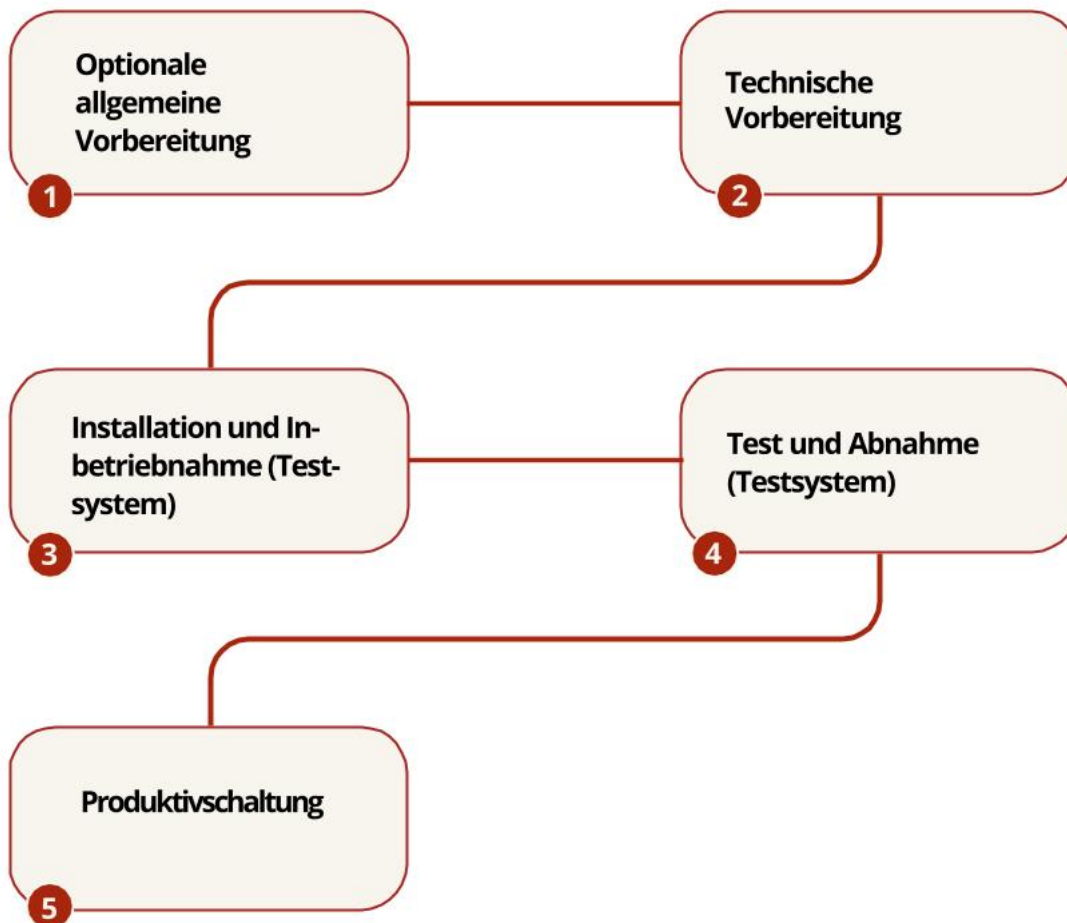 Optionale
allgemeine
Vorbereitung
1
Technische
Vorbereitung
2
Installation und In-
betriebnahme (Test-
system)
3
Test und Abnahme
(Testsystem)
4
Produktivschaltung
5